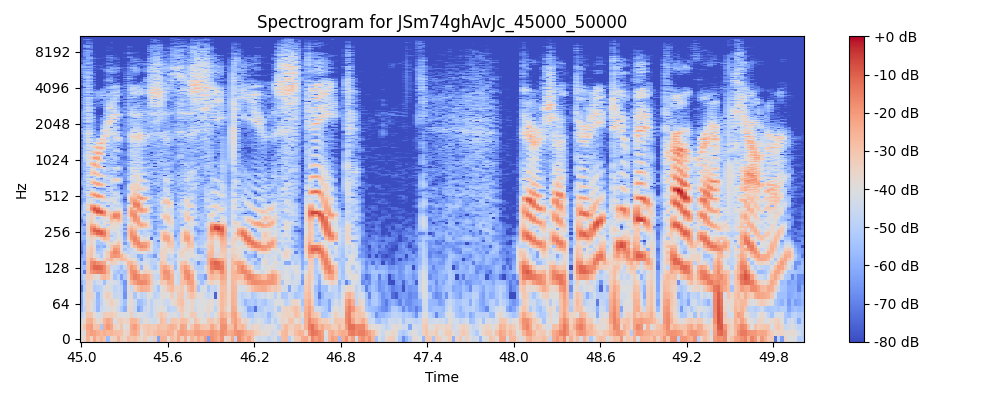 Spectrogram for JSm74ghAvJc_45000_50000
8192
4096
2048
1024
512
256
128
64
0
Hz
45.0 45.6 46.2 46.8 47.4 48.0 48.6 49.2 49.8
Time
+0 dB
-10 dB
-20 dB
-30 dB
-40 dB
-50 dB
-60 dB
-70 dB
-80 dB